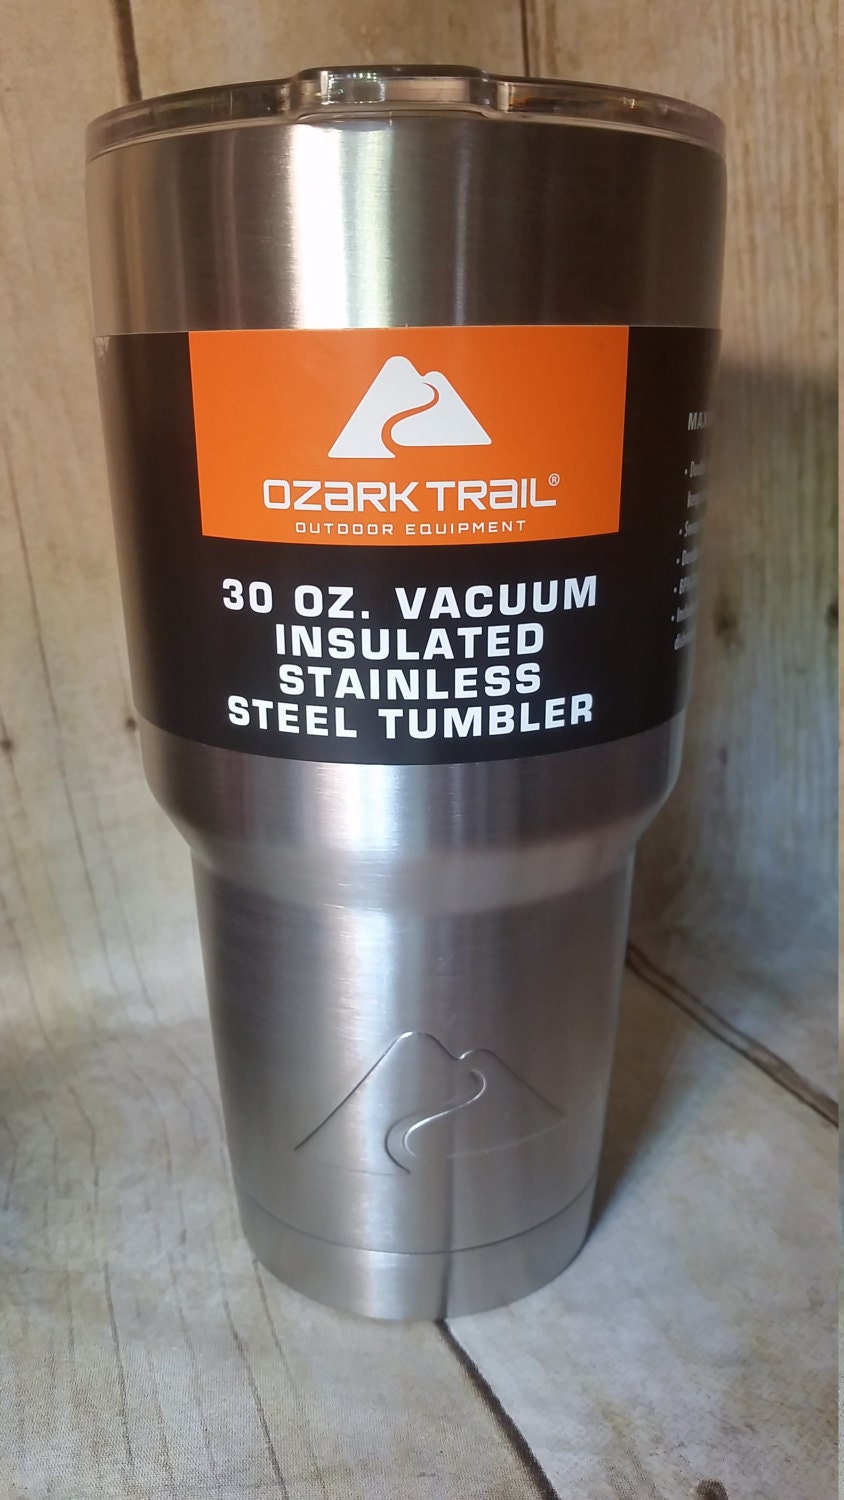 OZARK TRAIL®
OUTDOOR EQUIPMENT
30 OZ. VACUUM
INSULATED
STAINLESS
STEEL TUMBLER